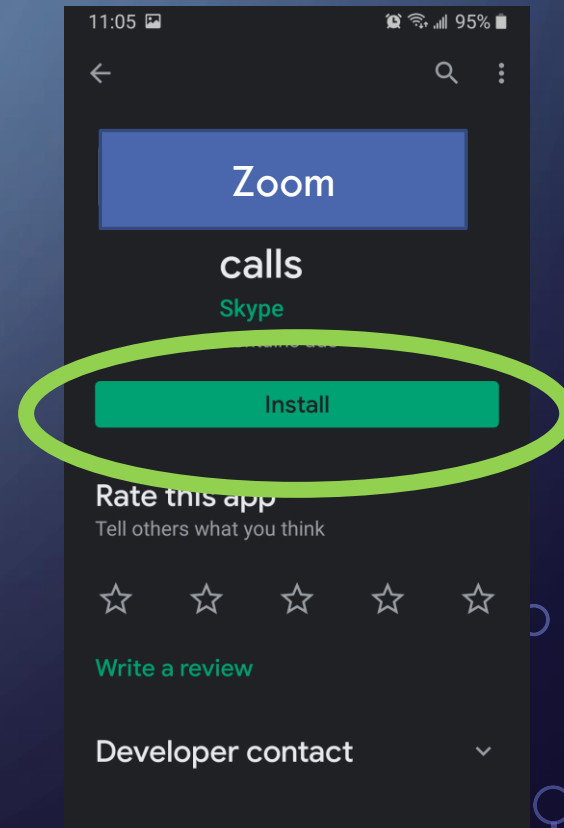 11:05 95%
Zoom
calls
Skype
Install
Rate this app
Tell others what you think
Write a review
Developer contact